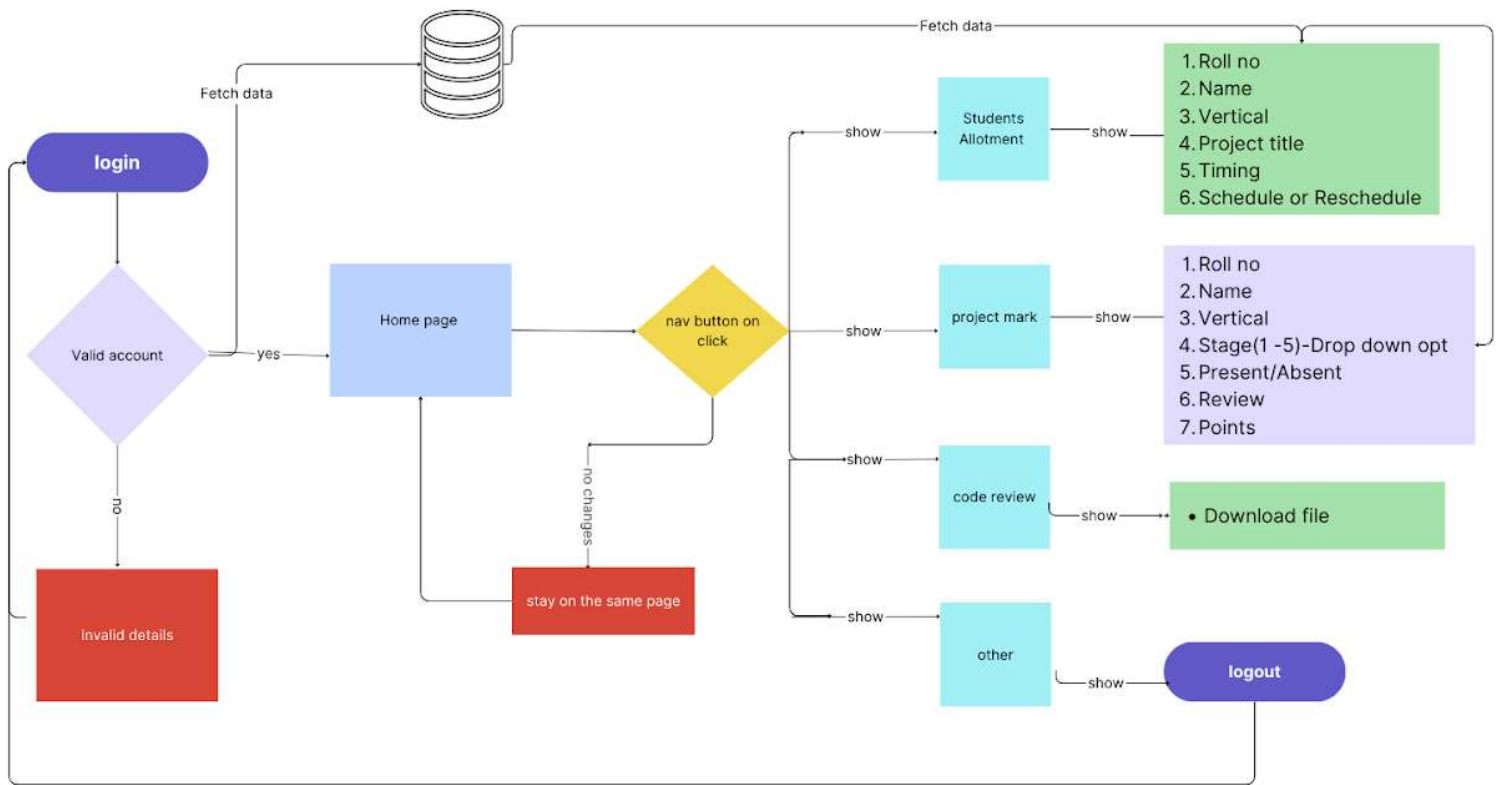 Fetch data
Fetch data
login
Valid account
yes
no
invalid details
Home page
nav button on
click
no changes
stay on the same page
show
Students
Allotment
show
1. Roll no
2. Name
3. Vertical
4. Project title
5. Timing
6. Schedule or Reschedule
show
project mark
show
1. Roll no
2. Name
3. Vertical
4. Stage(1 -5)-Drop down opt
5. Present/Absent
6. Review
7. Points
show
code review
show
• Download file
show
other
show
logout